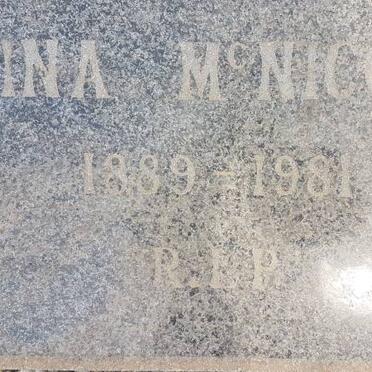 INA McNIC
1889 - 1981
R.I.P